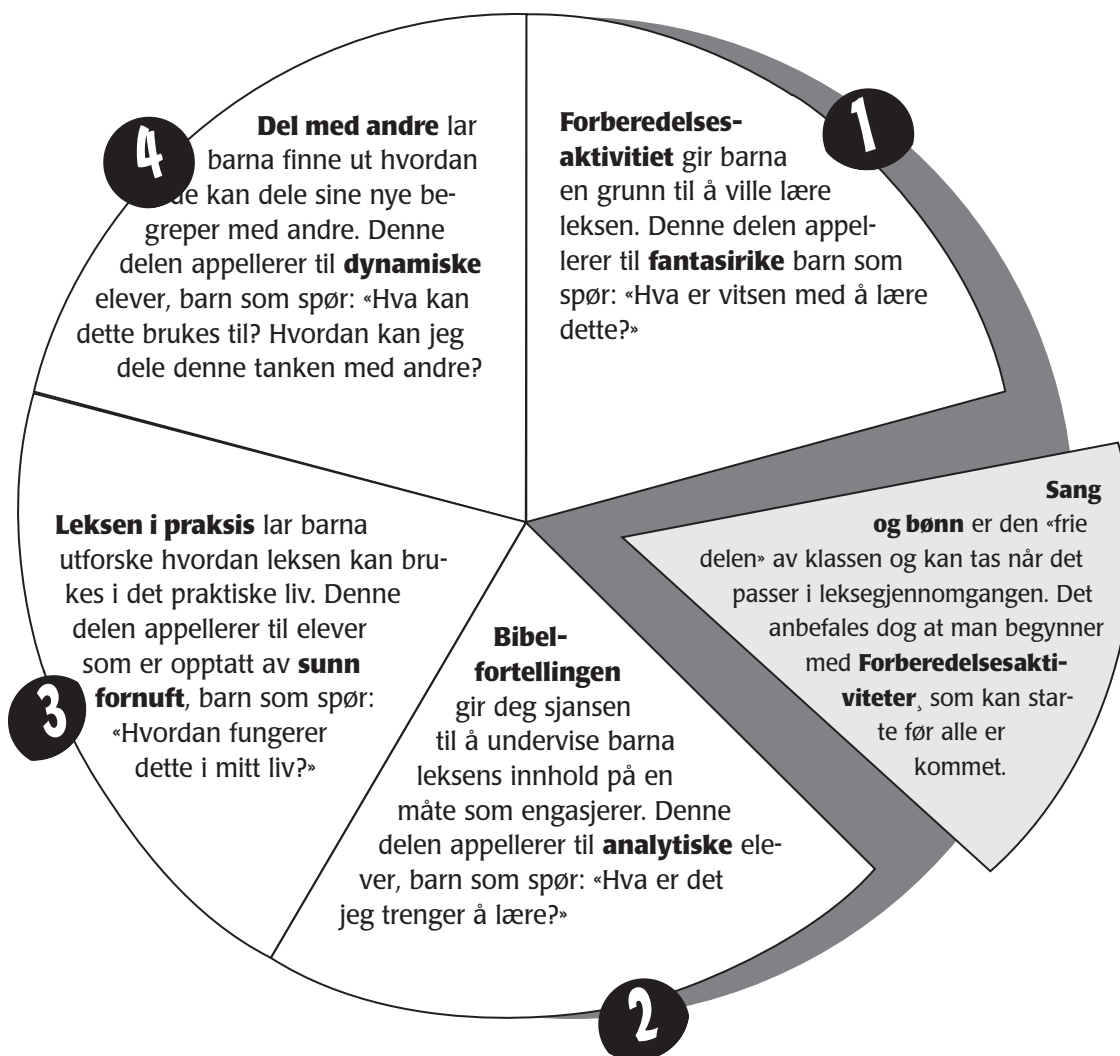 1
Forberedelses-
aktivitiet gir barna
en grunn til å ville lære
leksen. Denne delen appel-
lerer til fantasirike barn som
spør: «Hva er vitsen med å lære
dette?»
Sang
og bønn er den «frie
delen» av klassen og kan tas når det
passer i leksegjennomgangen. Det
anbefales dog at man begynner
med Forberedelsesakti-
viteter, som kan star-
te før alle er
kommet.
2
Bibel-
fortellingen
gir deg sjansen
til å undervise barna
leksens innhold på en
måte som engasjerer. Denne
delen appellerer til analytiske ele-
ver, barn som spør: «Hva er det
jeg trenger å lære?»
3
Leksen i praksis lar barna
utforske hvordan leksen kan bru-
kes i det praktiske liv. Denne
delen appellerer til elever
som er opptatt av sunn
fornuft, barn som spør:
«Hvordan fungerer
dette i mitt liv?»
4
Del med andre lar
barna finne ut hvordan
de kan dele sine nye be-
greper med andre. Denne
delen appellerer til dynamiske
elever, barn som spør: «Hva kan
dette brukes til? Hvordan kan jeg
dele denne tanken med andre?